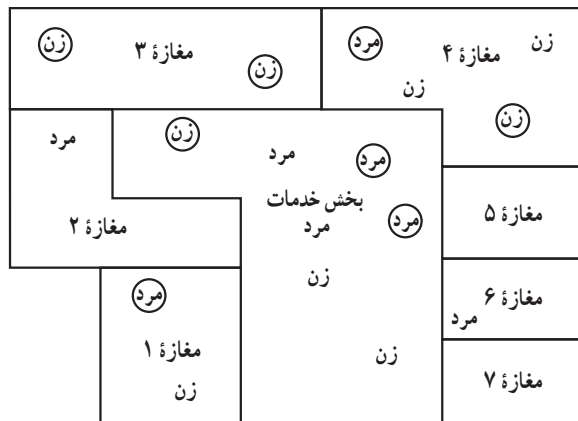 زن
مغازهٔ ۳
زن
مرد
مغازهٔ ۴
زن
زن
زن
مرد
زن
مرد
مرد
بخش خدمات
مرد
مرد
مغازهٔ ۲
زن
زن
مغازهٔ ۵
مغازهٔ ۶
مرد
مغازهٔ ۷
مرد
مغازهٔ ۱
زن